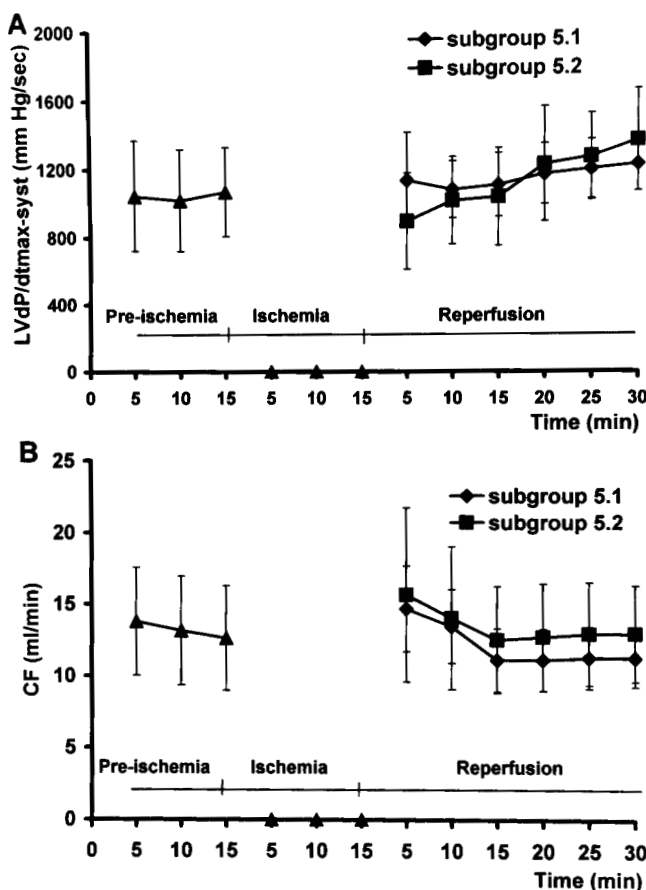 A
LVdP/dtmax-syst (mm Hg/sec)
2000
1600
1200
800
400
0
subgroup 5.1
subgroup 5.2
Pre-ischemia Ischemia Reperfusion
0 5 10 15 5 10 15 5 10 15 20 25 30
Time (min)
B
CF (ml/min)
25
20
15
10
5
0
subgroup 5.1
subgroup 5.2
Pre-ischemia Ischemia Reperfusion
0 5 10 15 5 10 15 5 10 15 20 25 30
Time (min)